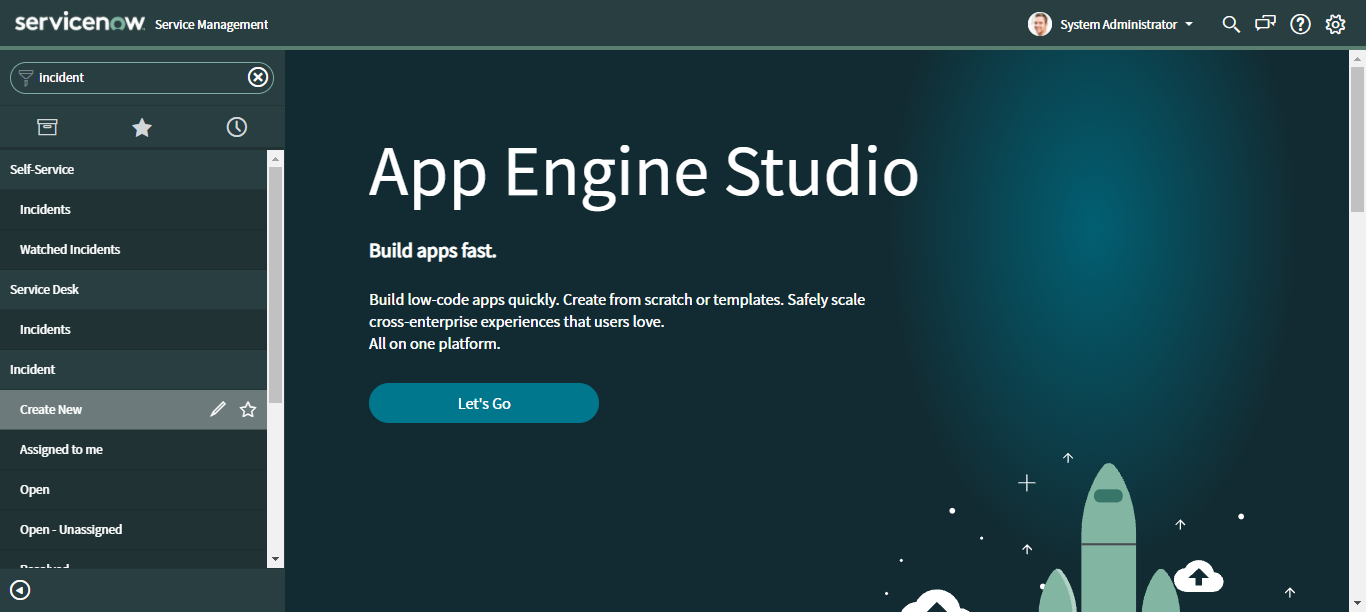 servicenow. Service Management
System Administrator
incident
Self-Service
Incidents
Watched Incidents
Service Desk
Incidents
Incident
Create New
Assigned to me
Open
Open - Unassigned
Resolved
App Engine Studio
Build apps fast.
Build low-code apps quickly. Create from scratch or templates. Safely scale
cross-enterprise experiences that users love.
All on one platform.
Let's Go